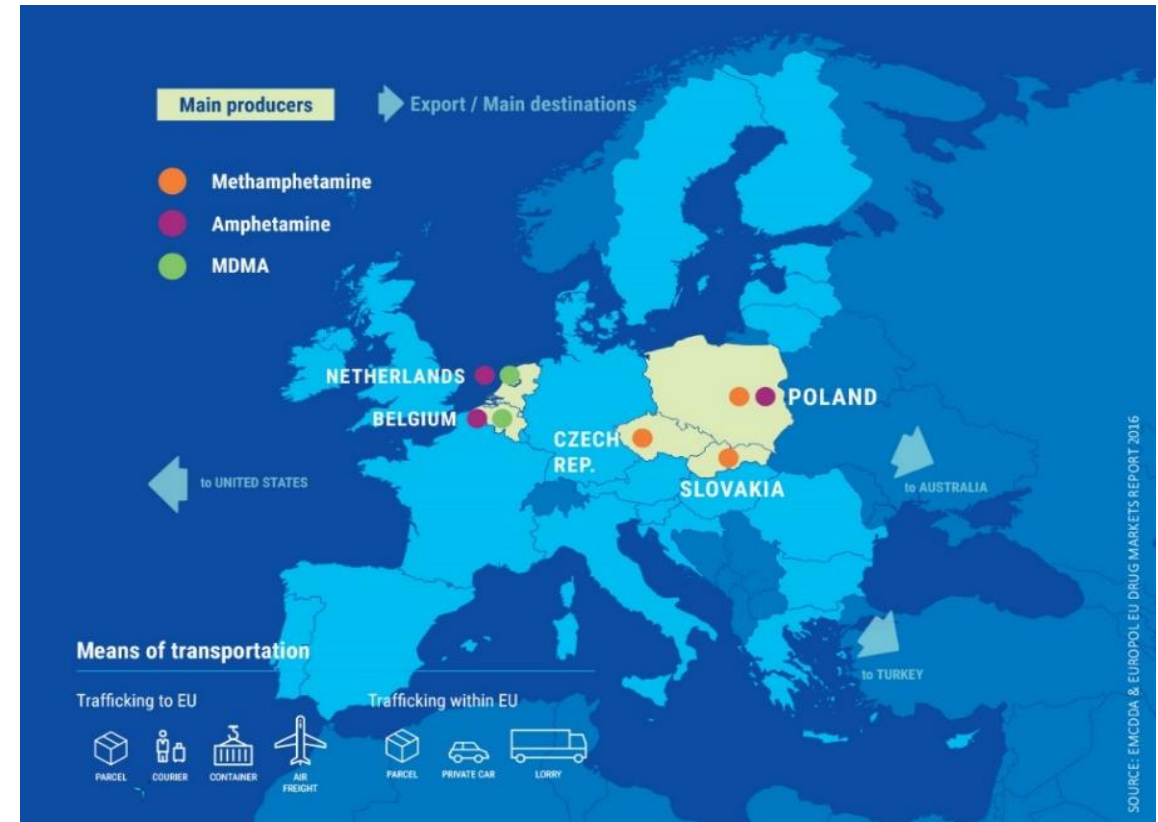 Main producers
Export / Main destinations
Methamphetamine
Amphetamine
MDMA
NETHERLANDS
BELGIUM
POLAND
CZECH
REP.
SLOVAKIA
to UNITED STATES
to AUSTRALIA
to TURKEY
Means of transportation
Trafficking to EU
PARCEL
COURIER
CONTAINER
AIR
FREIGHT
Trafficking within EU
PARCEL
PRIVATE CAR
LORRY
SOURCE: EMCDDA & EUROPOL EU DRUG MARKETS REPORT 2016